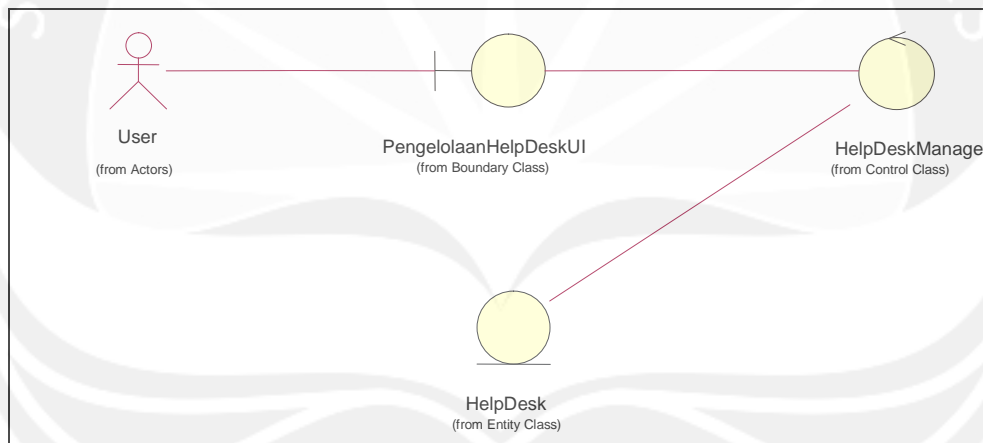 User
(from Actors)
PengelolaanHelpDeskUI
(from Boundary Class)
HelpDeskManage
(from Control Class)
HelpDesk
(from Entity Class)